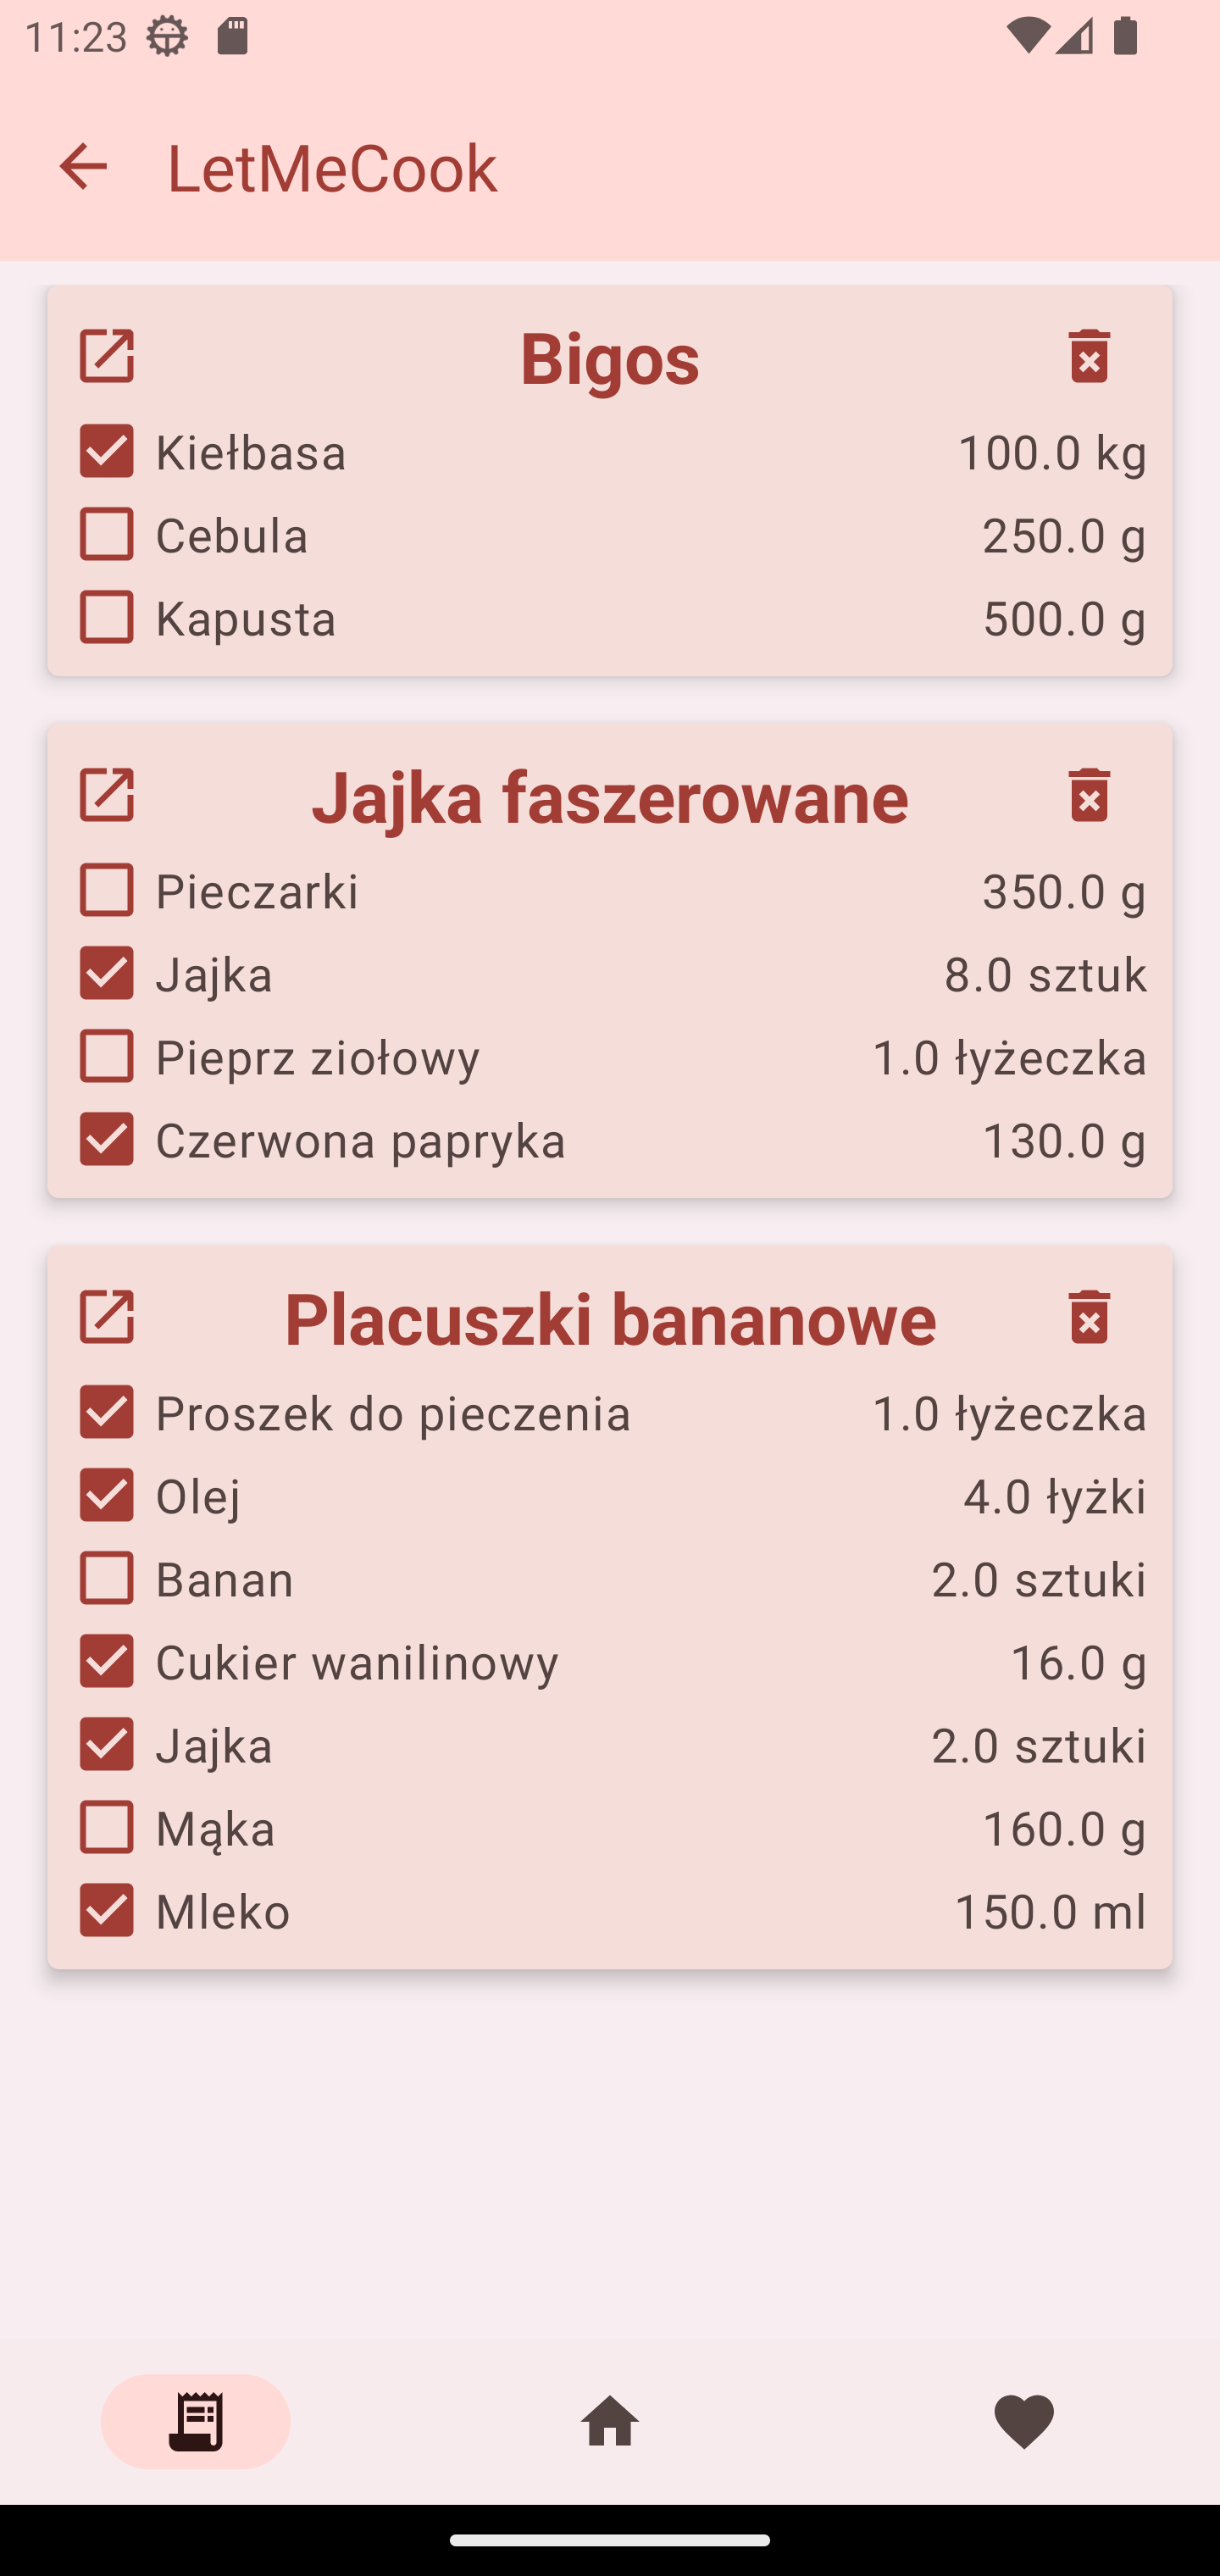 11:23
LetMeCook
Bigos
Kiełbasa 100.0 kg
Cebula 250.0 g
Kapusta 500.0 g
Jajka faszerowane
Pieczarki 350.0 g
Jajka 8.0 sztuk
Pieprz ziołowy 1.0 łyżeczka
Czerwona papryka 130.0 g
Placuszki bananowe
Proszek do pieczenia 1.0 łyżeczka
Olej 4.0 łyżki
Banan 2.0 sztuki
Cukier wanilinowy 16.0 g
Jajka 2.0 sztuki
Mąka 160.0 g
Mleko 150.0 ml